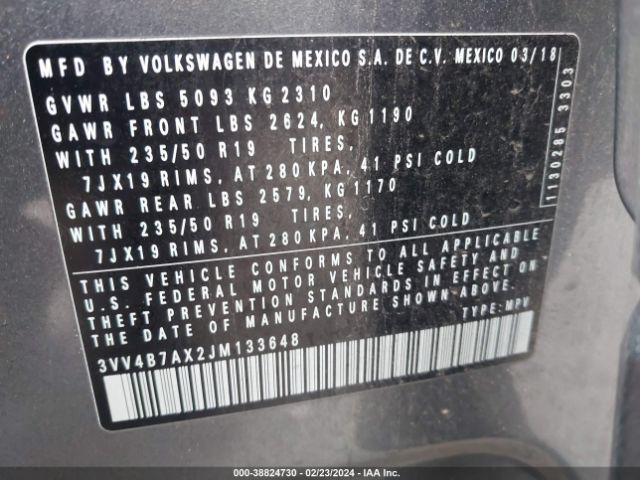 MFD BY VOLKSWAGEN DE MEXICO S.A. DE C.V. MEXICO 03/18
GVWR LBS 5093 KG 2310
GAWR FRONT LBS 2624, KG 1190
WITH 235/50 R19 TIRES,
7JX19 RIMS, AT 280 KPA, 41 PSI COLD
GAWR REAR LBS 2579, KG 1170
WITH 235/50 R19 TIRES,
7JX19 RIMS, AT 280 KPA, 41 PSI COLD
THIS VEHICLE CONFORMS TO ALL APPLICABLE
U.S. FEDERAL MOTOR VEHICLE SAFETY AND
THEFT PREVENTION STANDARDS IN EFFECT ON
THE DATE OF MANUFACTURE SHOWN ABOVE.
3VV4B7AX2JM133648 TYPE: MPV
1130285 3303
000-38824730 - 02/23/2024 - IAA Inc.